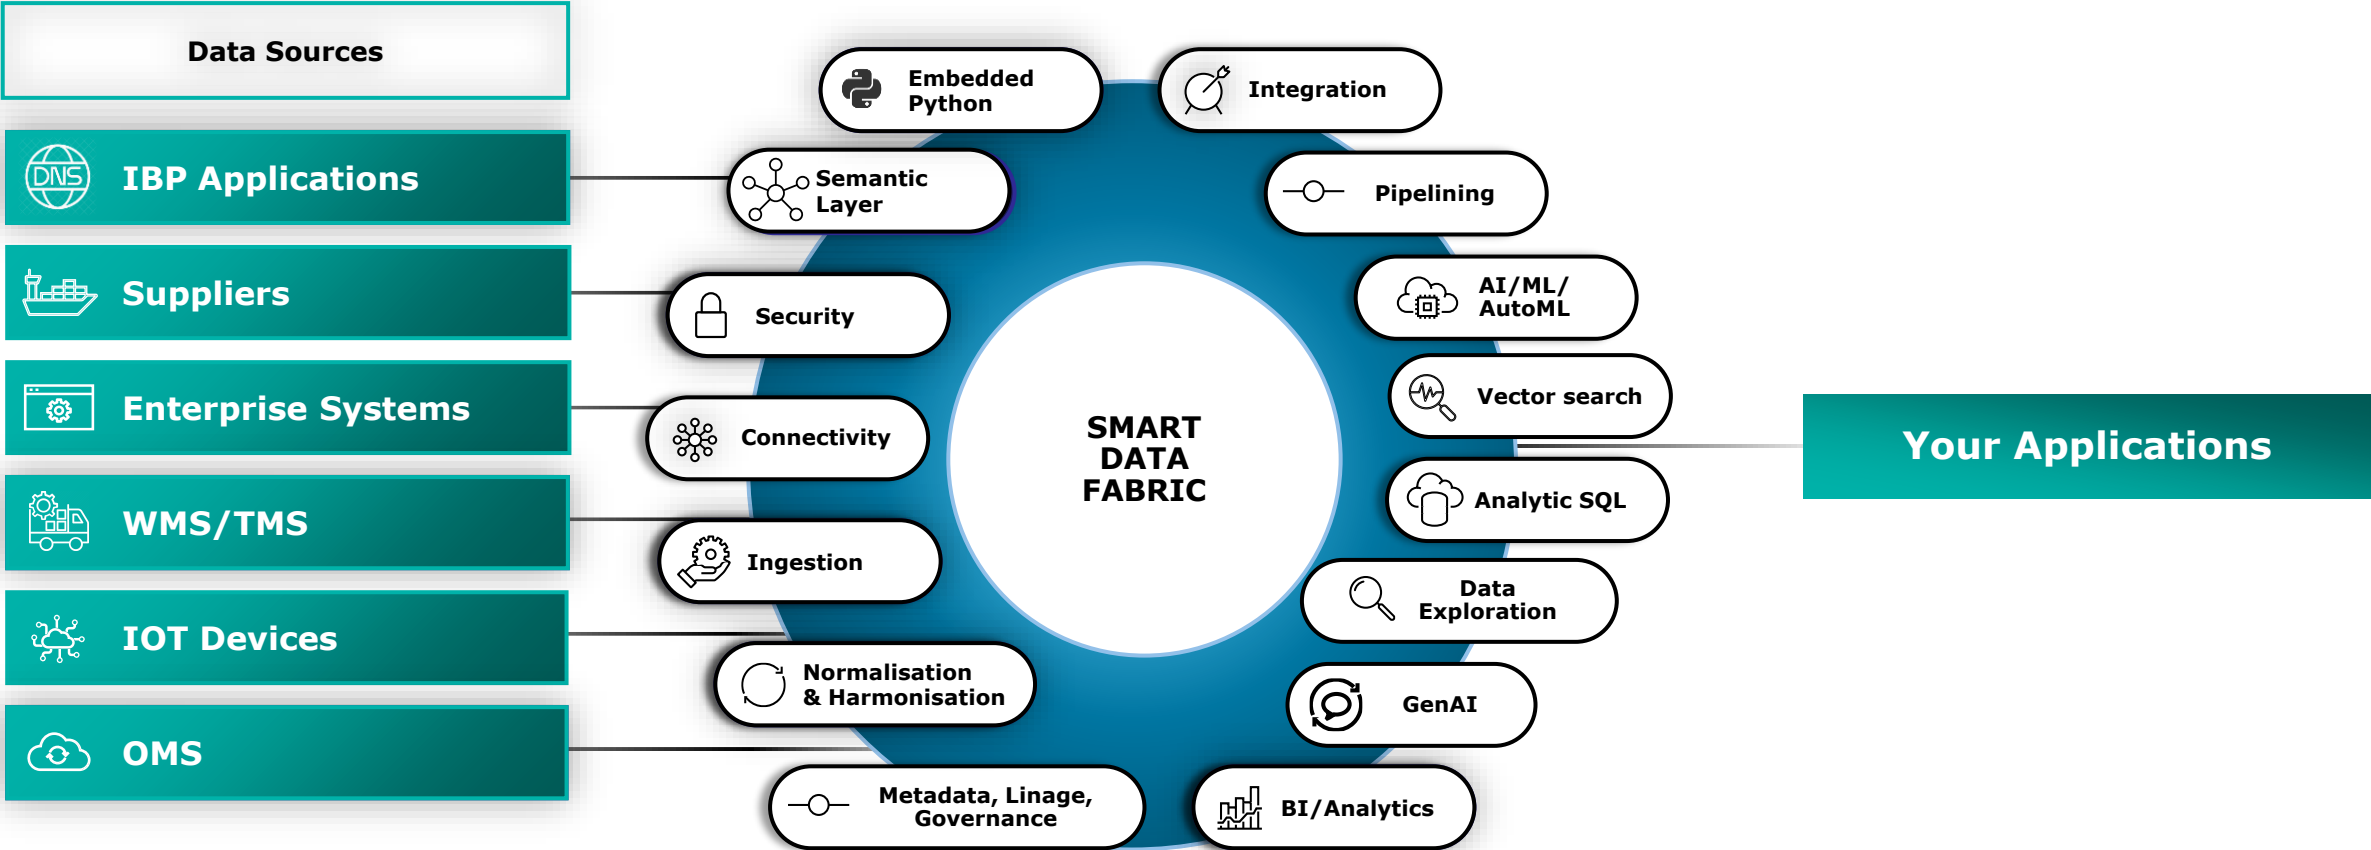 Data Sources
DNS
IBP Applications
Suppliers
Enterprise Systems
WMS/TMS
IOT Devices
OMS
Embedded
Python
Semantic
Layer
Security
Connectivity
Ingestion
Normalisation
& Harmonisation
Metadata, Linage,
Governance
SMART
DATA
FABRIC
Integration
Pipelining
AI/ML/
AutoML
Vector search
Analytic SQL
Data
Exploration
GenAI
BI/Analytics
Your Applications